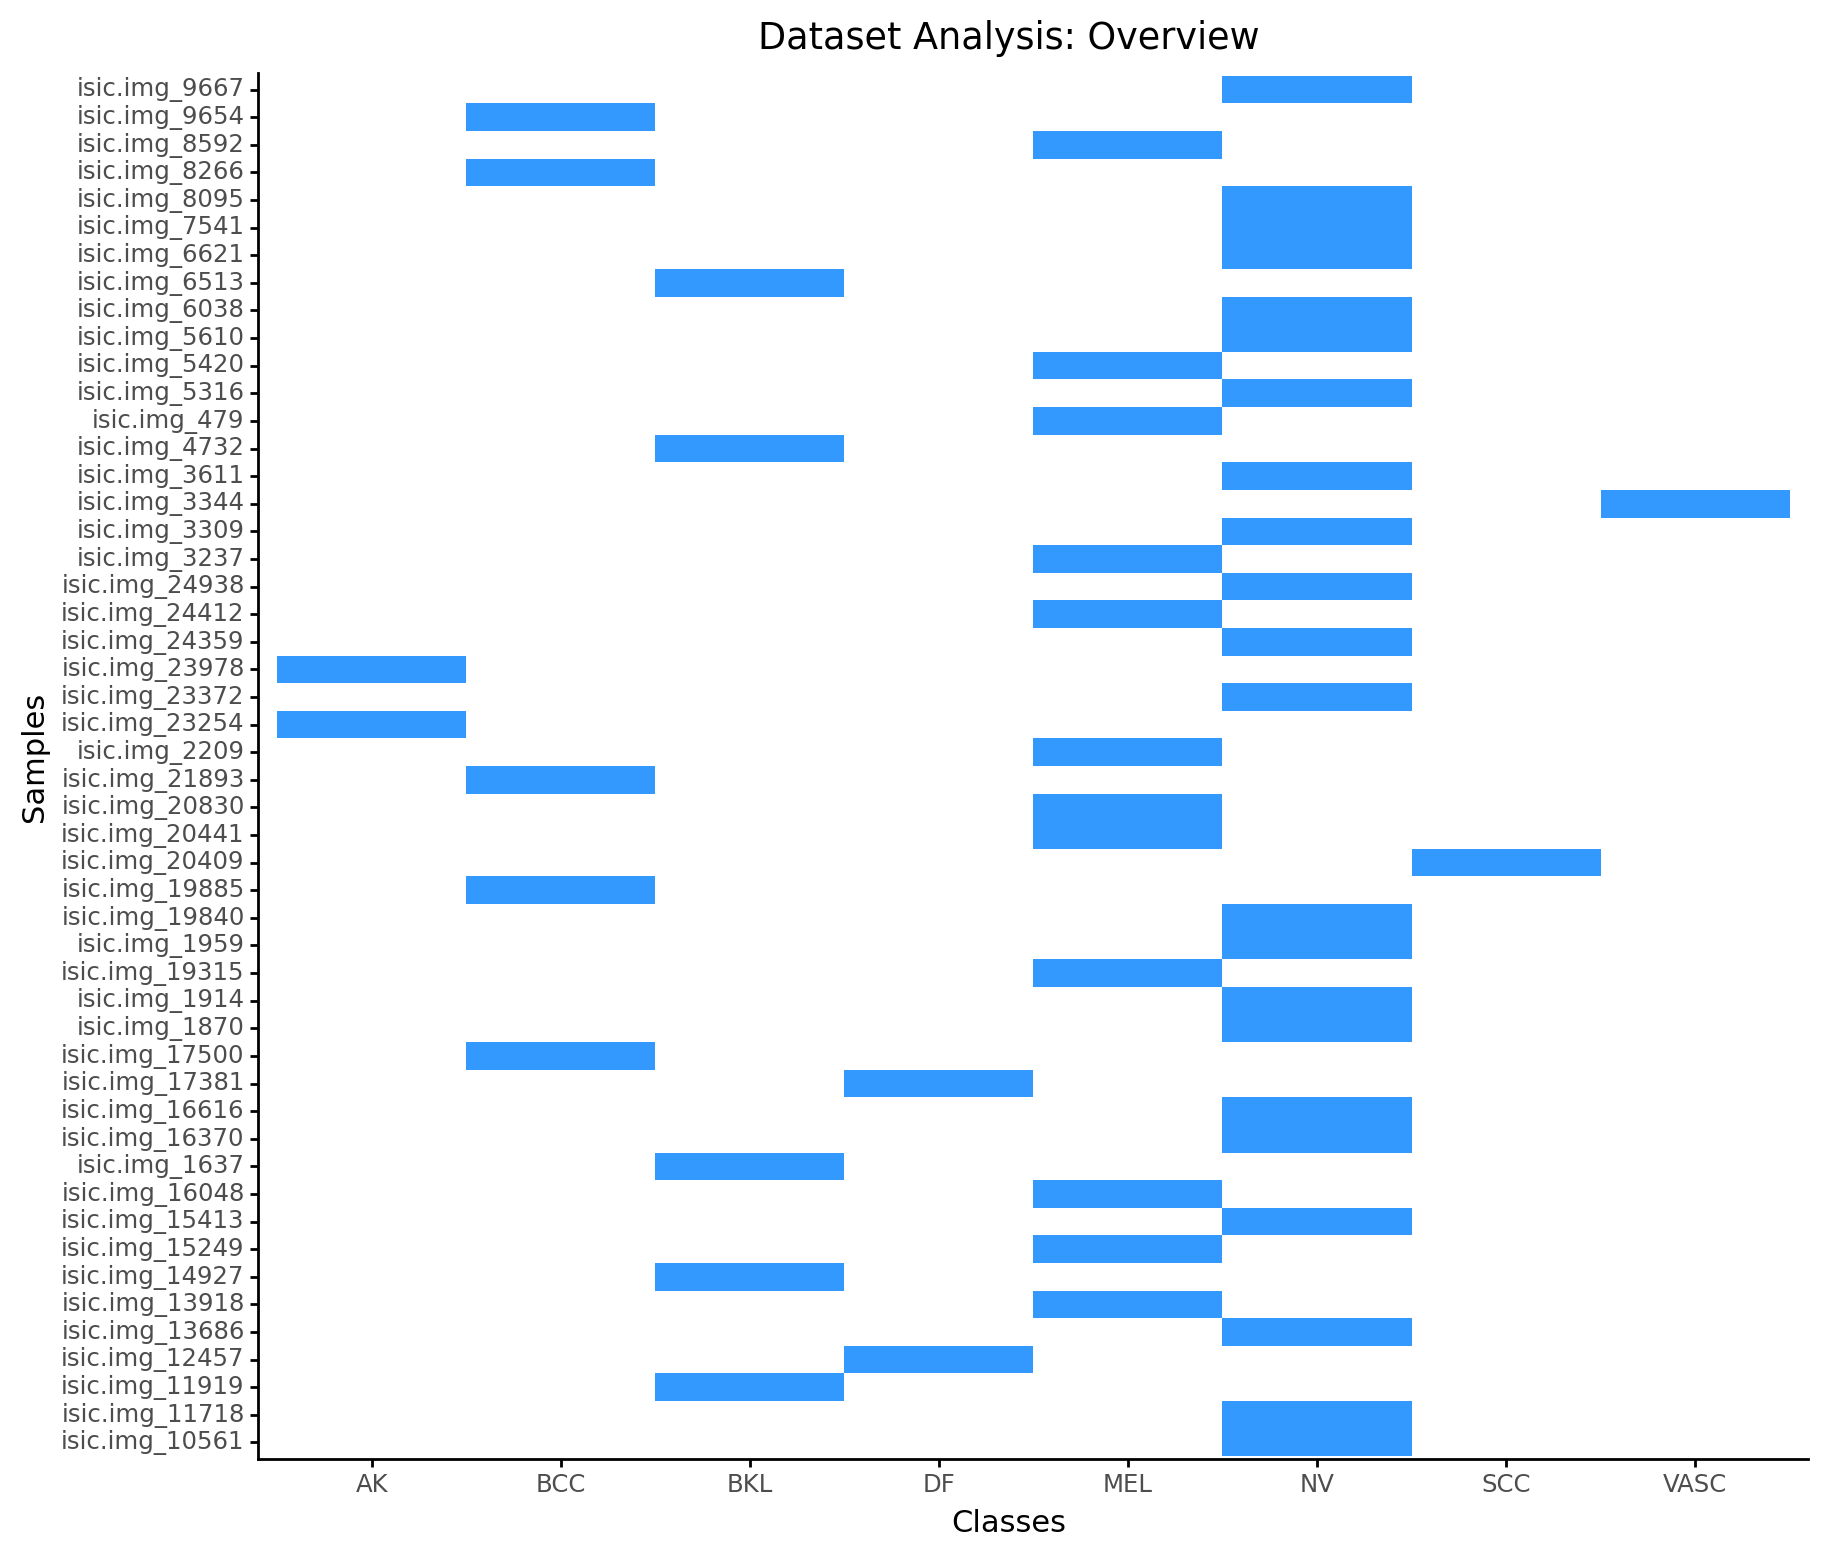 Dataset Analysis: Overview
isic.img_9667
isic.img_9654
isic.img_8592
isic.img_8266
isic.img_8095
isic.img_7541
isic.img_6621
isic.img_6513
isic.img_6038
isic.img_5610
isic.img_5420
isic.img_5316
isic.img_479
isic.img_4732
isic.img_3611
isic.img_3344
isic.img_3309
isic.img_3237
isic.img_24938
isic.img_24412
isic.img_24359
isic.img_23978
isic.img_23372
isic.img_23254
isic.img_2209
isic.img_21893
isic.img_20830
isic.img_20441
isic.img_20409
isic.img_19885
isic.img_19840
isic.img_1959
isic.img_19315
isic.img_1914
isic.img_1870
isic.img_17500
isic.img_17381
isic.img_16616
isic.img_16370
isic.img_1637
isic.img_16048
isic.img_15413
isic.img_15249
isic.img_14927
isic.img_13918
isic.img_13686
isic.img_12457
isic.img_11919
isic.img_11718
isic.img_10561
Samples
AK BCC BKL DF MEL NV SCC VASC
Classes